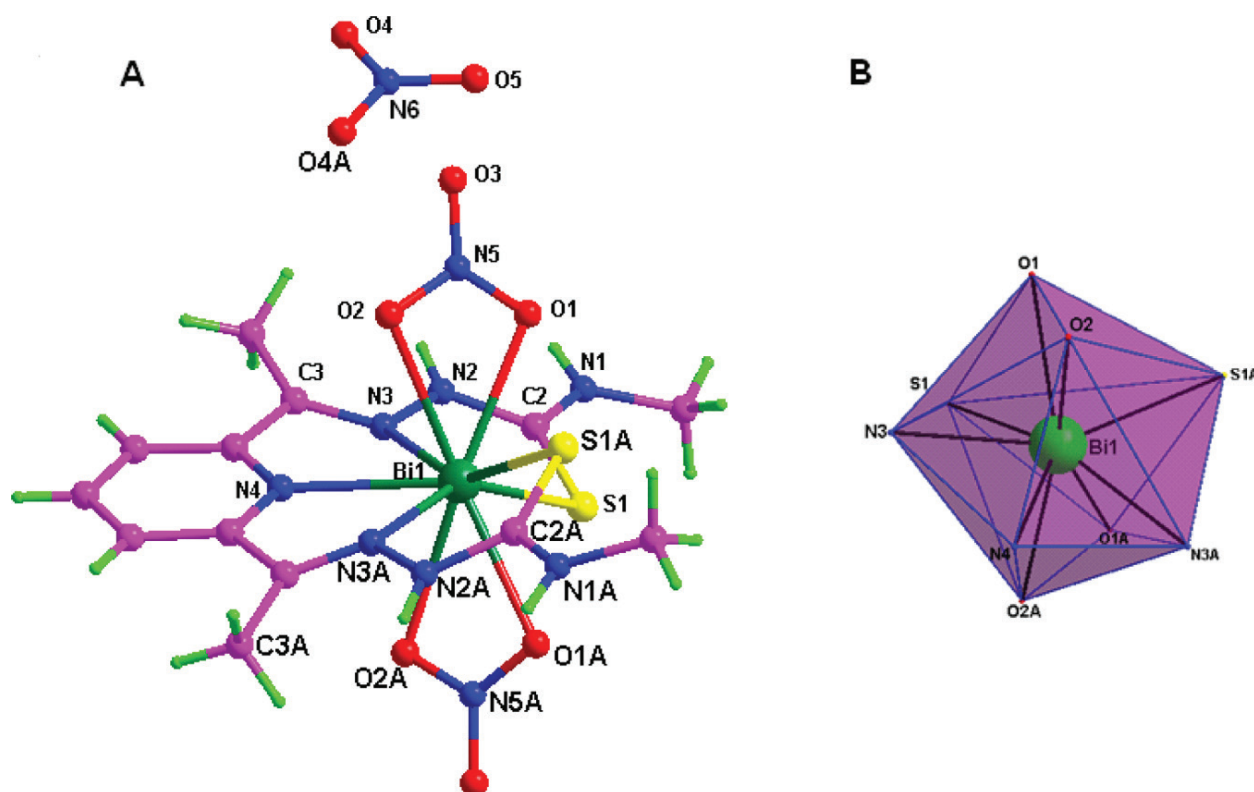 A
O4
O5
N6
O4A
O3
N5
O2
O1
N2
N1
C3
N3
C2
S1A
Bi1
N4
S1
C2A
N3A
N2A
N1A
C3A
O2A
O1A
N5A
B
O1
O2
S1A
S1
N3
Bi1
N4
O1A
N3A
O2A